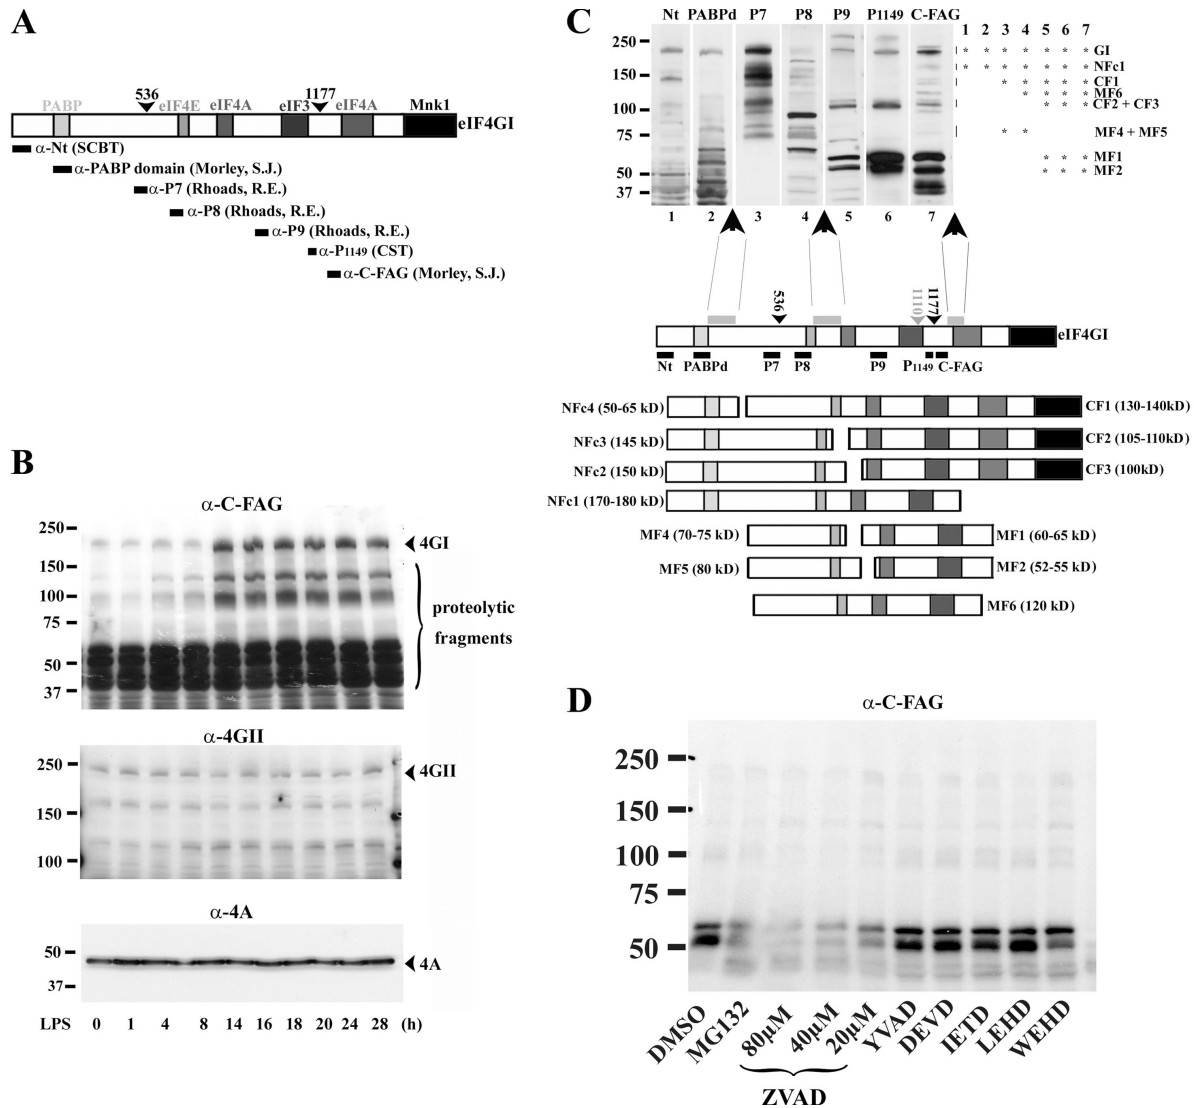 A
536
1177
PABP
eIF4E
eIF4A
eIF3
eIF4A
Mnk1
eIF4GI
α-Nt (SCBT)
α-PABP domain (Morley, S.J.)
α-P7 (Rhoads, R.E.)
α-P8 (Rhoads, R.E.)
α-P9 (Rhoads, R.E.)
α-P1149 (CST)
α-C-FAG (Morley, S.J.)
B
α-C-FAG
250
150
100
75
50
37
4GI
proteolytic
fragments
α-4GII
250
150
100
4GII
α-4A
50
37
4A
LPS 0 1 4 8 14 16 18 20 24 28 (h)
C
Nt PABPd P7 P8 P9 P1149 C-FAG
250
150
100
75
50
37
1 2 3 4 5 6 7
1 2 3 4 5 6 7
* * * * * * * GI
* * * * * * * NFc1
* * * * * CF1
* * * * MF6
* * * CF2 + CF3
* * MF4 + MF5
* * * MF1
* * * MF2
536
1110
1177
eIF4GI
Nt PABPd P7 P8 P9 P1149 C-FAG
NFc4 (50-65 kD) CF1 (130-140kD)
NFc3 (145 kD) CF2 (105-110kD)
NFc2 (150 kD) CF3 (100kD)
NFc1 (170-180 kD)
MF4 (70-75 kD) MF1 (60-65 kD)
MF5 (80 kD) MF2 (52-55 kD)
MF6 (120 kD)
D
α-C-FAG
250
150
100
75
50
DMSO MG132 80µM 40µM 20µM YVAD DEVD IETD LEHD WEHD
ZVAD